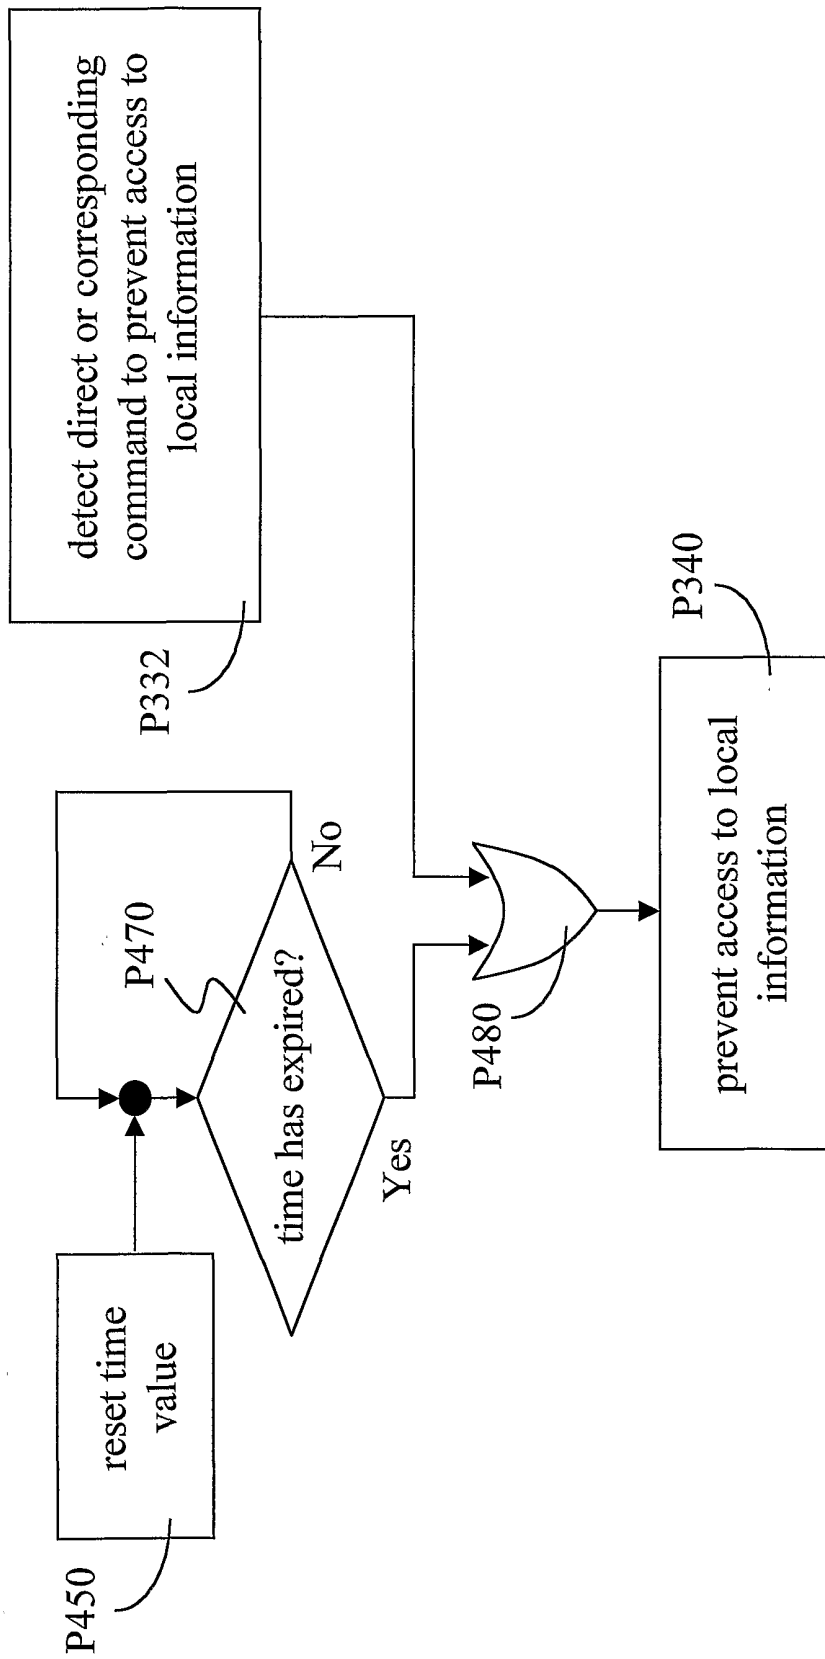 P450
reset time
value
P470
time has expired?
No
Yes
P332
detect direct or corresponding
command to prevent access to
local information
P480
P340
prevent access to local
information